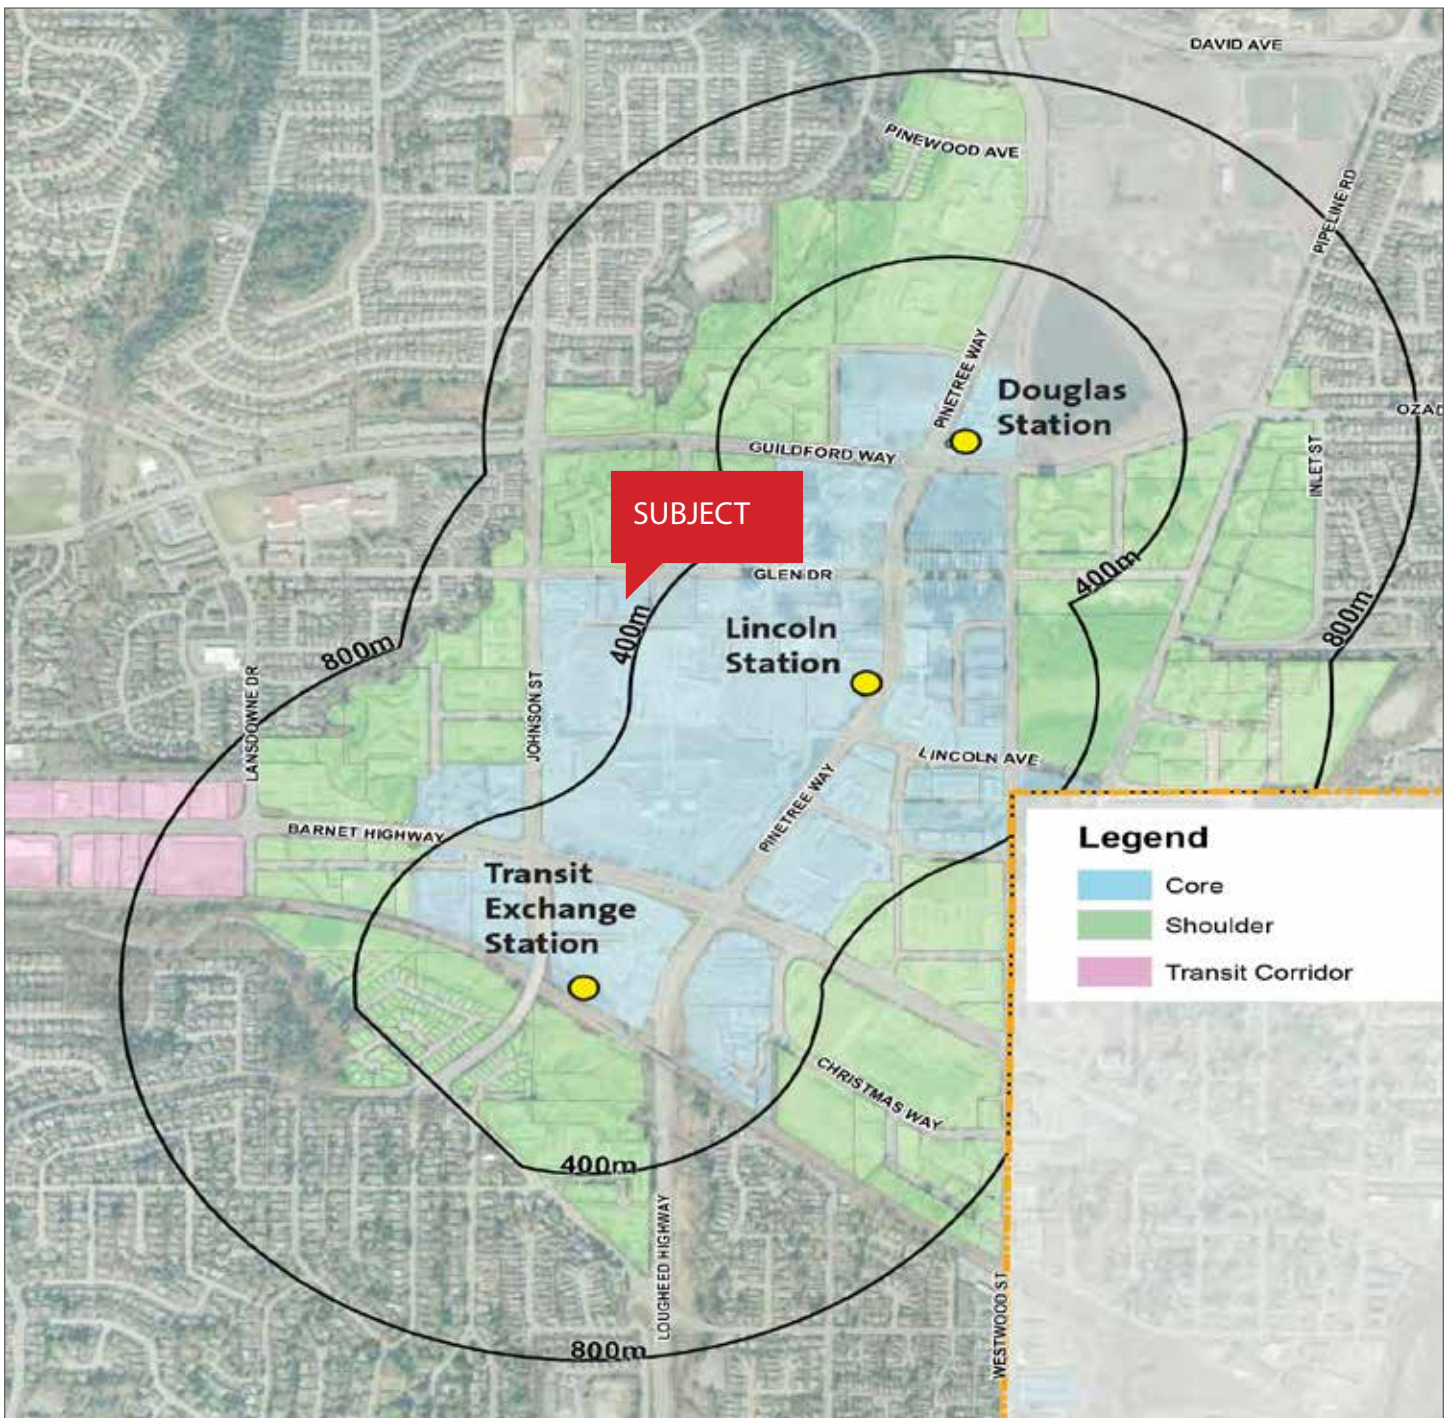 DAVID AVE
PINEWOOD AVE
PIPELINE RD
PINETREE WAY
Douglas
Station
OZAD
GUILDFORD WAY
INLET ST
SUBJECT
GLEN DR
400m
400m
Lincoln
Station
800m
800m
LANSDOWNE DR
JOHNSON ST
LINCOLN AVE
PINETREE WAY
BARNET HIGHWAY
Legend
Core
Shoulder
Transit Corridor
Transit
Exchange
Station
CHRISTMAS WAY
400m
LOUGHEED HIGHWAY
WESTWOOD ST
800m